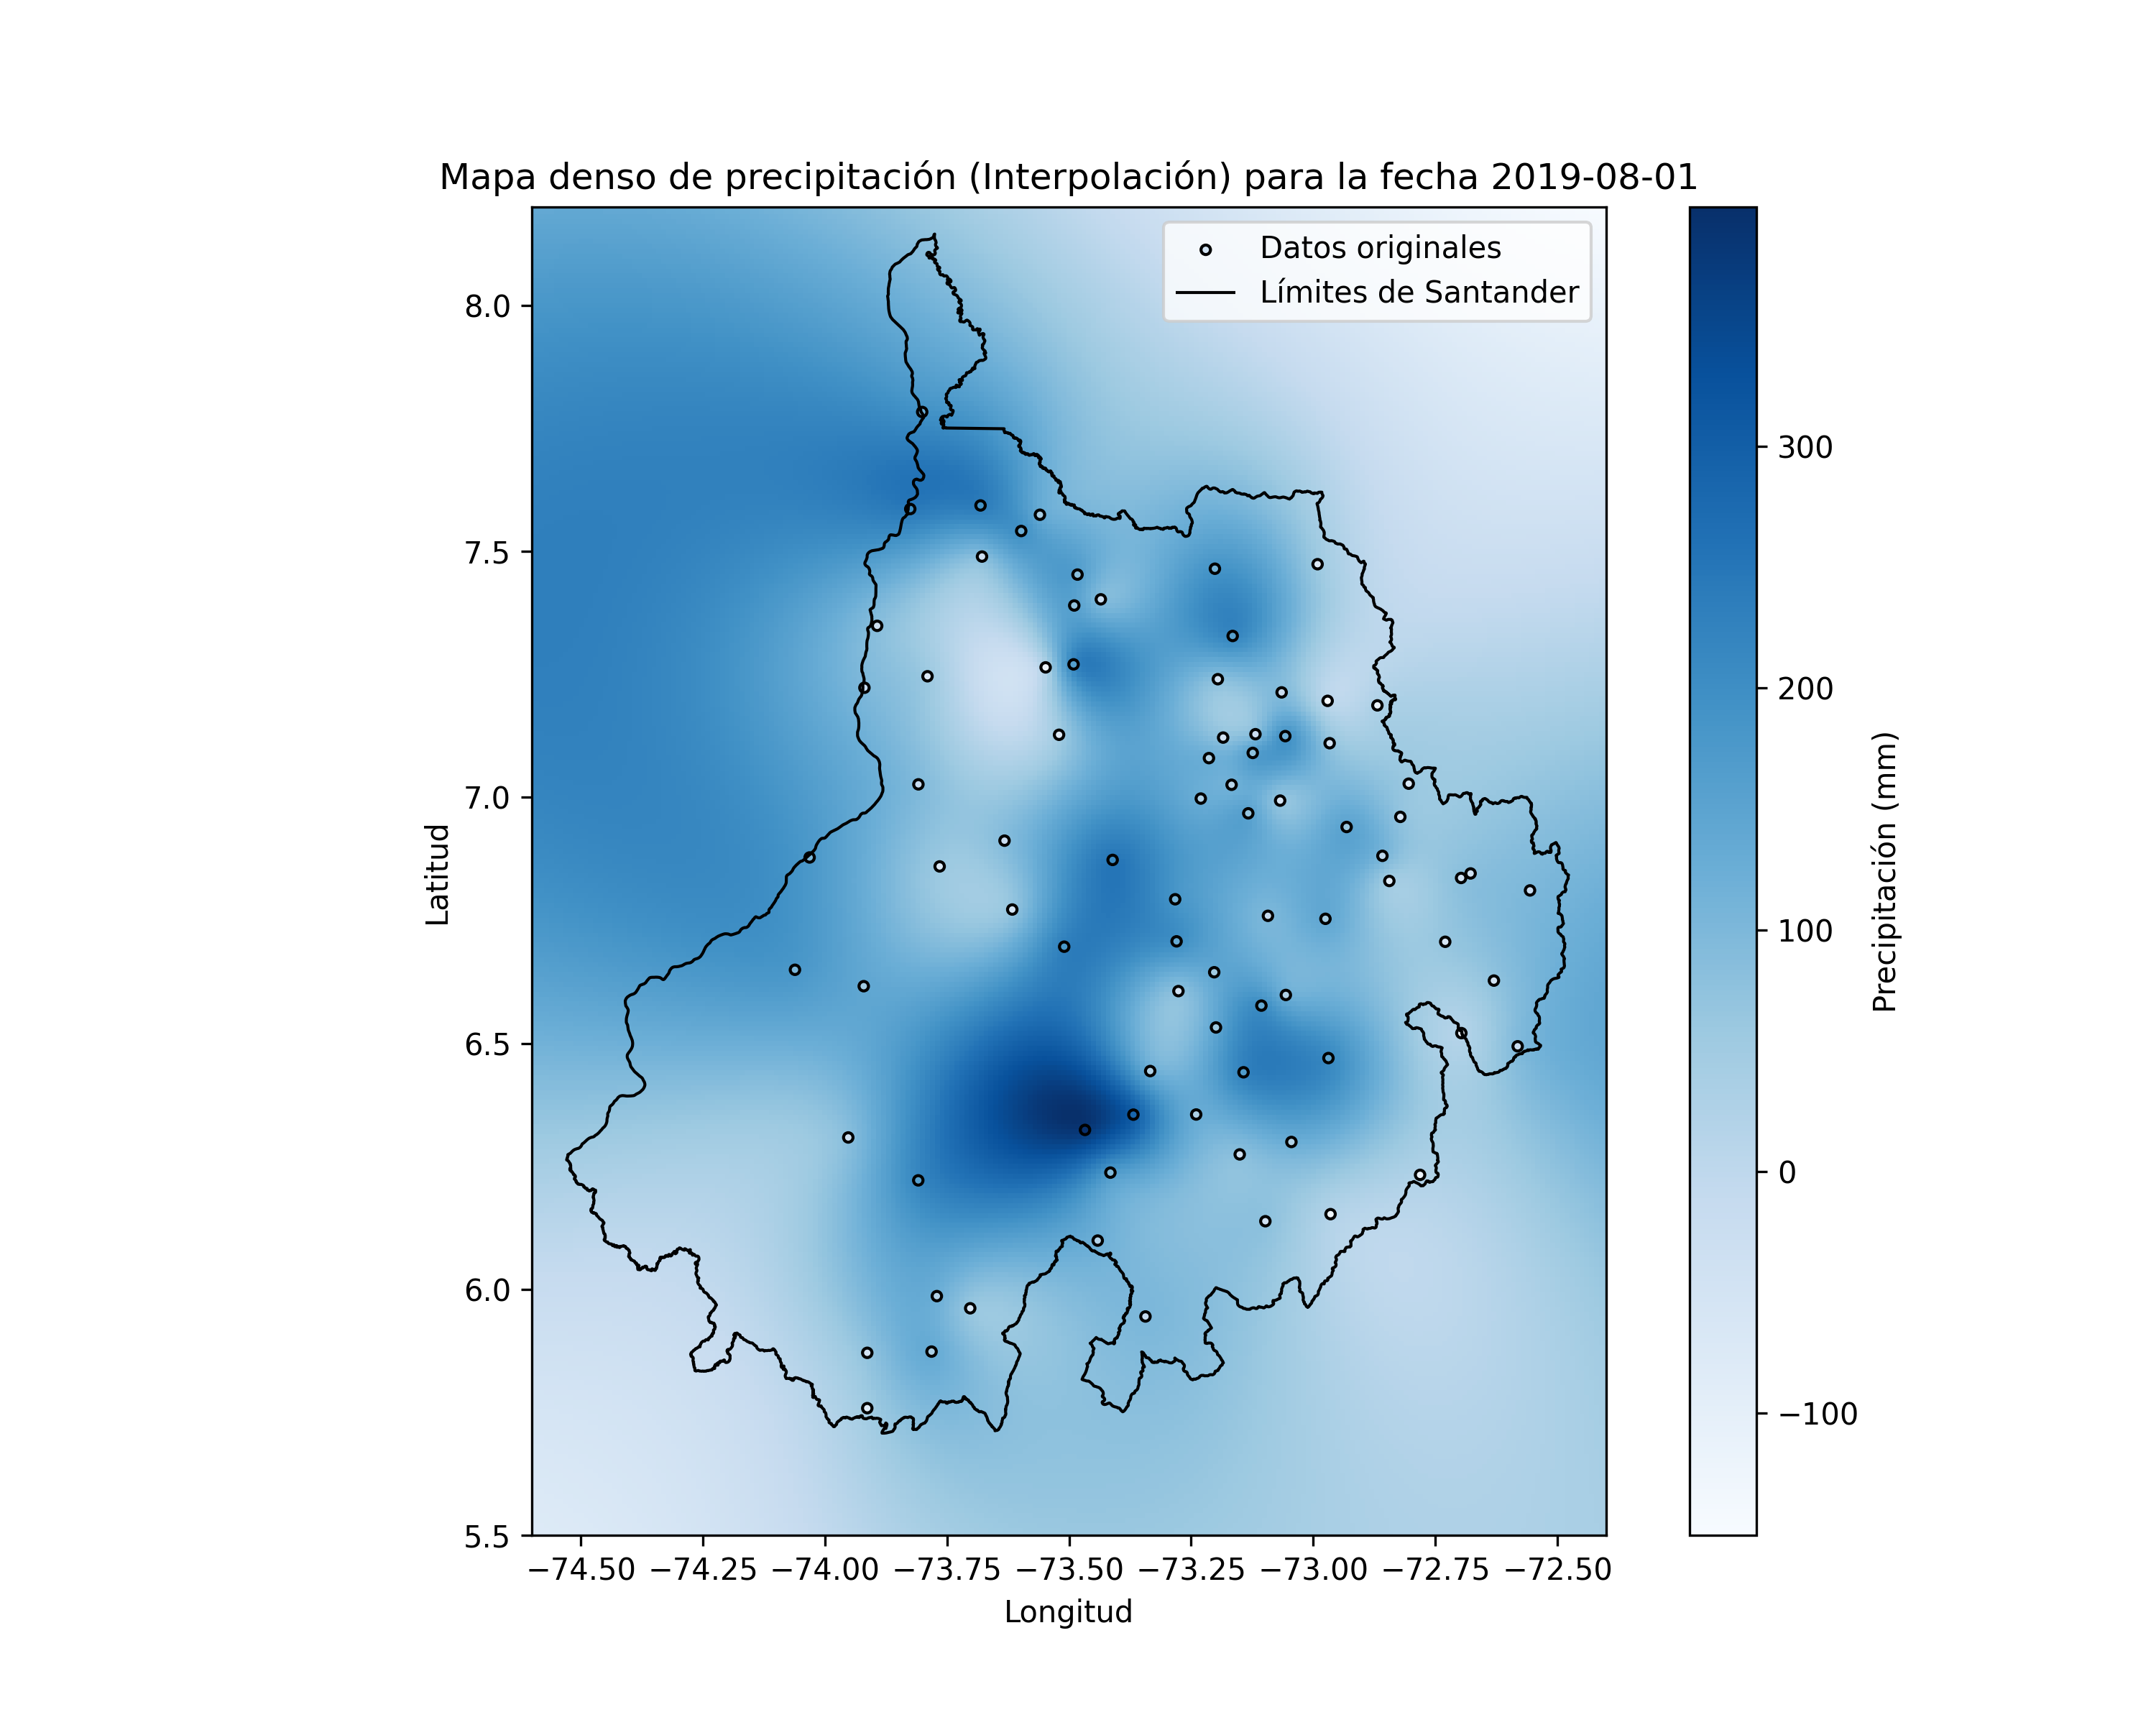 Mapa denso de precipitación (Interpolación) para la fecha 2019-08-01
Datos originales
Límites de Santander
8.0
7.5
7.0
6.5
6.0
5.5
Latitud
−74.50 −74.25 −74.00 −73.75 −73.50 −73.25 −73.00 −72.75 −72.50
Longitud
300
200
100
0
−100
Precipitación (mm)